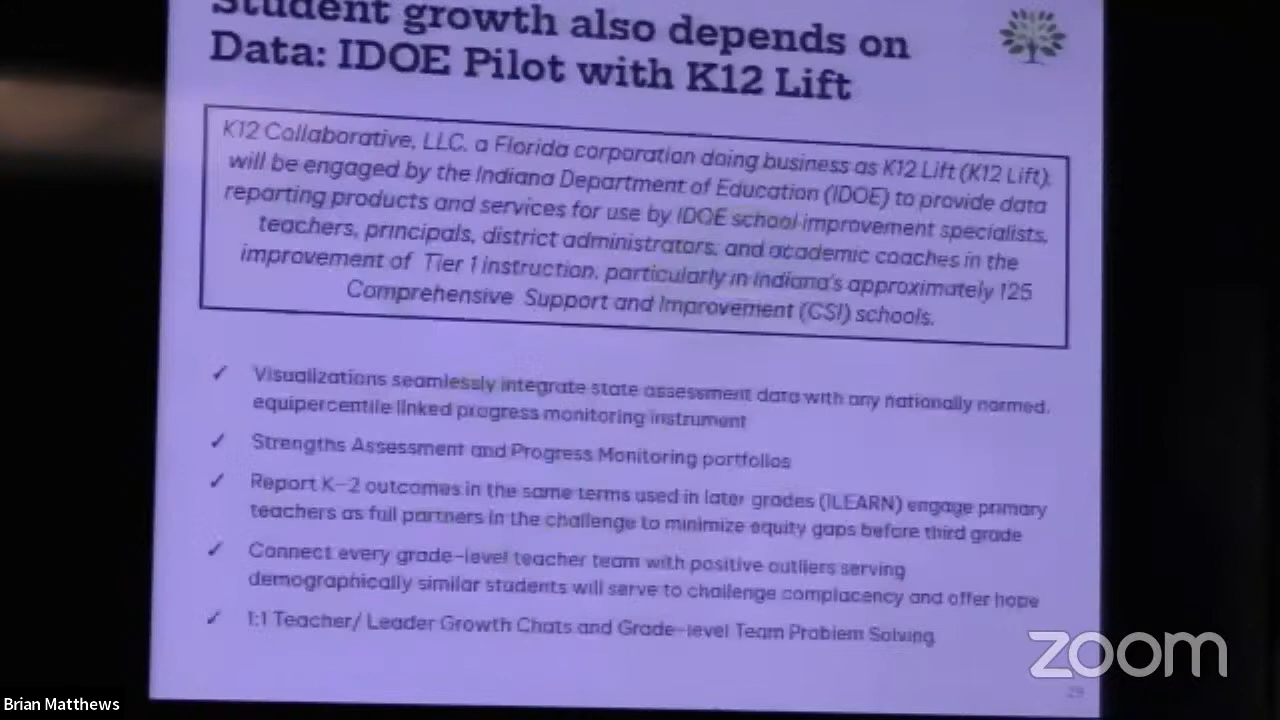 Student growth also depends on
Data: IDOE Pilot with K12 Lift
K12 Collaborative, LLC, a Florida corporation doing business as K12 Lift (K12 Lift),
will be engaged by the Indiana Department of Education (IDOE) to provide data
reporting products and services for use by IDOE school improvement specialists,
teachers, principals, district administrators, and academic coaches in the
improvement of Tier 1 instruction, particularly in Indiana's approximately 125
Comprehensive Support and Improvement (CSI) schools.
✓ Visualizations seamlessly integrate state assessment data with any nationally normed,
equipercentile linked progress monitoring instrument
✓ Strengths Assessment and Progress Monitoring portfolios
✓ Report K-2 outcomes in the same terms used in later grades (ILEARN) engage primary
teachers as full partners in the challenge to minimize equity gaps before third grade
✓ Connect every grade-level teacher team with positive outliers serving
demographically similar students will serve to challenge complacency and offer hope
✓ 1:1 Teacher/ Leader Growth Chats and Grade-level Team Problem Solving
29
zoom
Brian Matthews